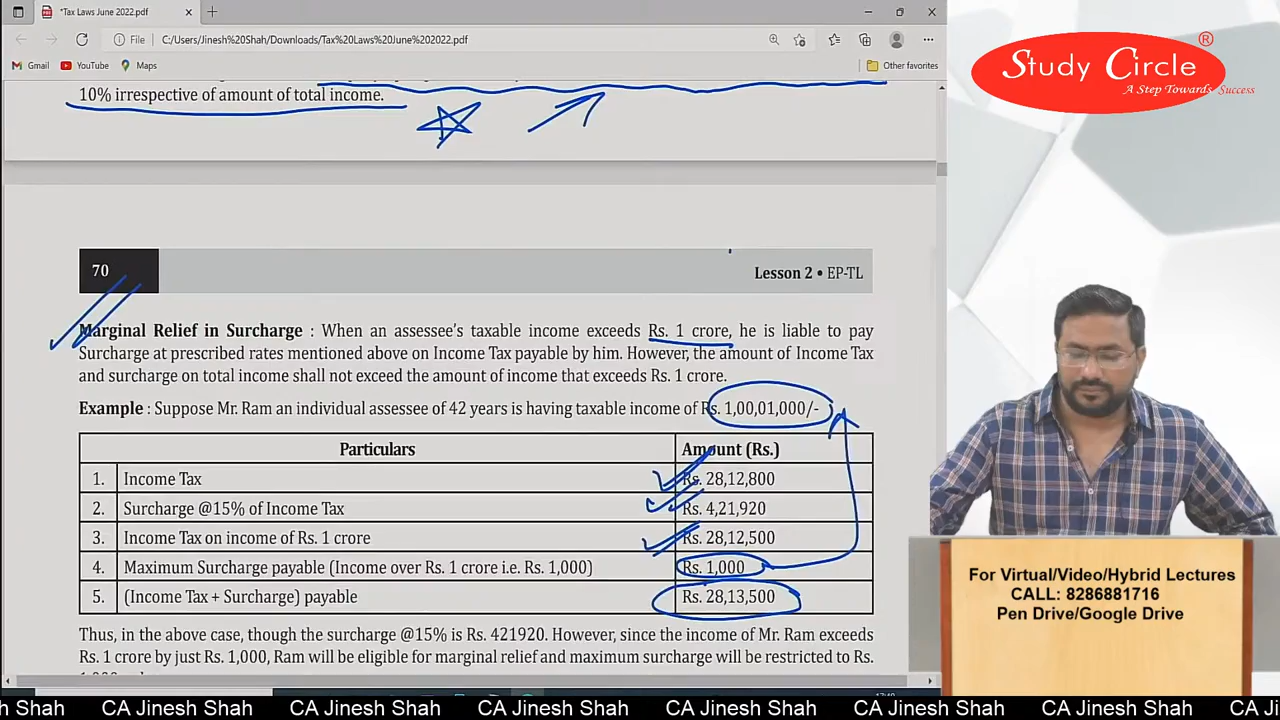 *Tax Laws June 2022.pdf
File C:/Users/Jinesh%20Shah/Downloads/Tax%20Laws%20June%202022.pdf
Gmail YouTube Maps Other favorites
Study Circle ®
A Step Towards Success
10% irrespective of amount of total income.
70 Lesson 2 • EP-TL
Marginal Relief in Surcharge : When an assessee's taxable income exceeds Rs. 1 crore, he is liable to pay
Surcharge at prescribed rates mentioned above on Income Tax payable by him. However, the amount of Income Tax
and surcharge on total income shall not exceed the amount of income that exceeds Rs. 1 crore.
Example : Suppose Mr. Ram an individual assessee of 42 years is having taxable income of Rs. 1,00,01,000/-
Particulars Amount (Rs.)
1. Income Tax Rs. 28,12,800
2. Surcharge @15% of Income Tax Rs. 4,21,920
3. Income Tax on income of Rs. 1 crore Rs. 28,12,500
4. Maximum Surcharge payable (Income over Rs. 1 crore i.e. Rs. 1,000) Rs. 1,000
5. (Income Tax + Surcharge) payable Rs. 28,13,500
Thus, in the above case, though the surcharge @15% is Rs. 421920. However, since the income of Mr. Ram exceeds
Rs. 1 crore by just Rs. 1,000, Ram will be eligible for marginal relief and maximum surcharge will be restricted to Rs.
For Virtual/Video/Hybrid Lectures
CALL: 8286881716
Pen Drive/Google Drive
sh Shah CA Jinesh Shah CA Jinesh Shah CA Jinesh Shah CA Jinesh Shah CA Jinesh Shah CA Ji